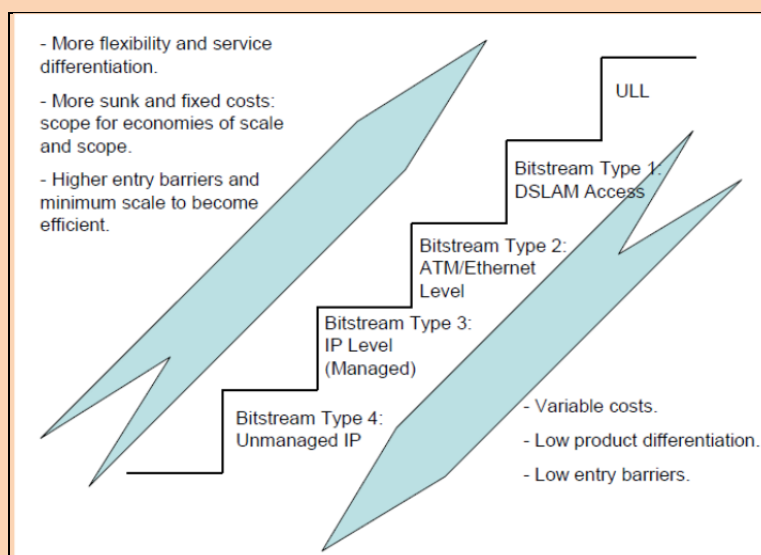 - More flexibility and service
differentiation.
- More sunk and fixed costs:
scope for economies of scale
and scope.
- Higher entry barriers and
minimum scale to become
efficient.
ULL
Bitstream Type 1:
DSLAM Access
Bitstream Type 2:
ATM/Ethernet
Level
Bitstream Type 3:
IP Level
(Managed)
Bitstream Type 4:
Unmanaged IP
- Variable costs.
- Low product differentiation.
- Low entry barriers.